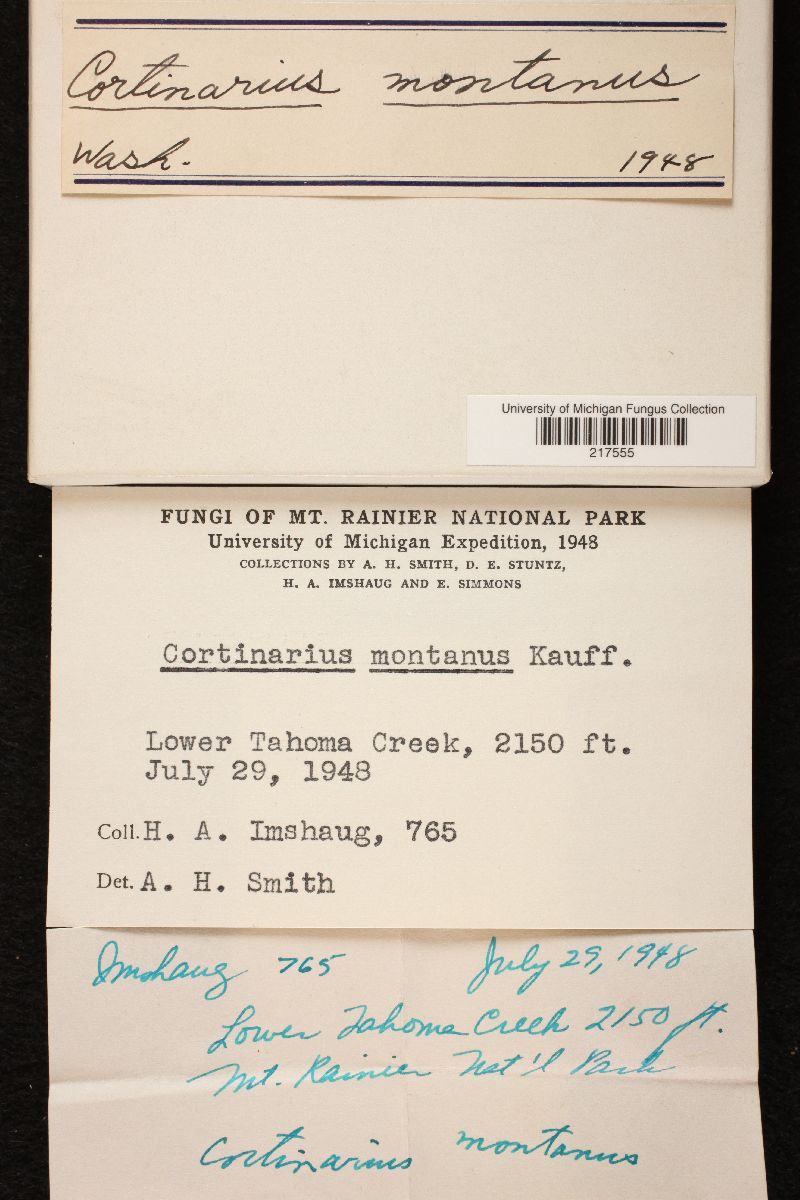 Cortinarius montanus
Wash. 1948
University of Michigan Fungus Collection
217555
FUNGI OF MT. RAINIER NATIONAL PARK
University of Michigan Expedition, 1948
COLLECTIONS BY A. H. SMITH, D. E. STUNTZ,
H. A. IMSHAUG AND E. SIMMONS
Cortinarius montanus Kauff.
Lower Tahoma Creek, 2150 ft.
July 29, 1948
Coll. H. A. Imshaug, 765
Det. A. H. Smith
Imshaug 765 July 29, 1948
Lower Tahoma Creek 2150 ft.
Mt. Rainier Nat'l Park
Cortinarius montanus